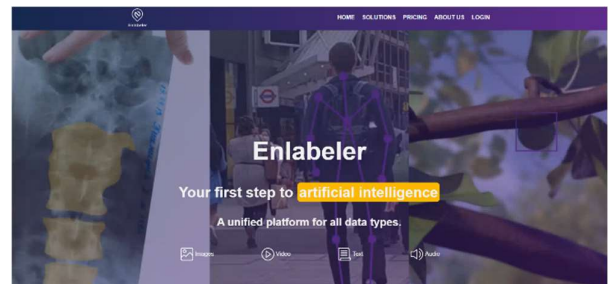 Enlabeler
HOME SOLUTIONS PRICING ABOUT US LOGIN
Enlabeler
Your first step to artificial intelligence
A unified platform for all data types.
Images Video Text Audio